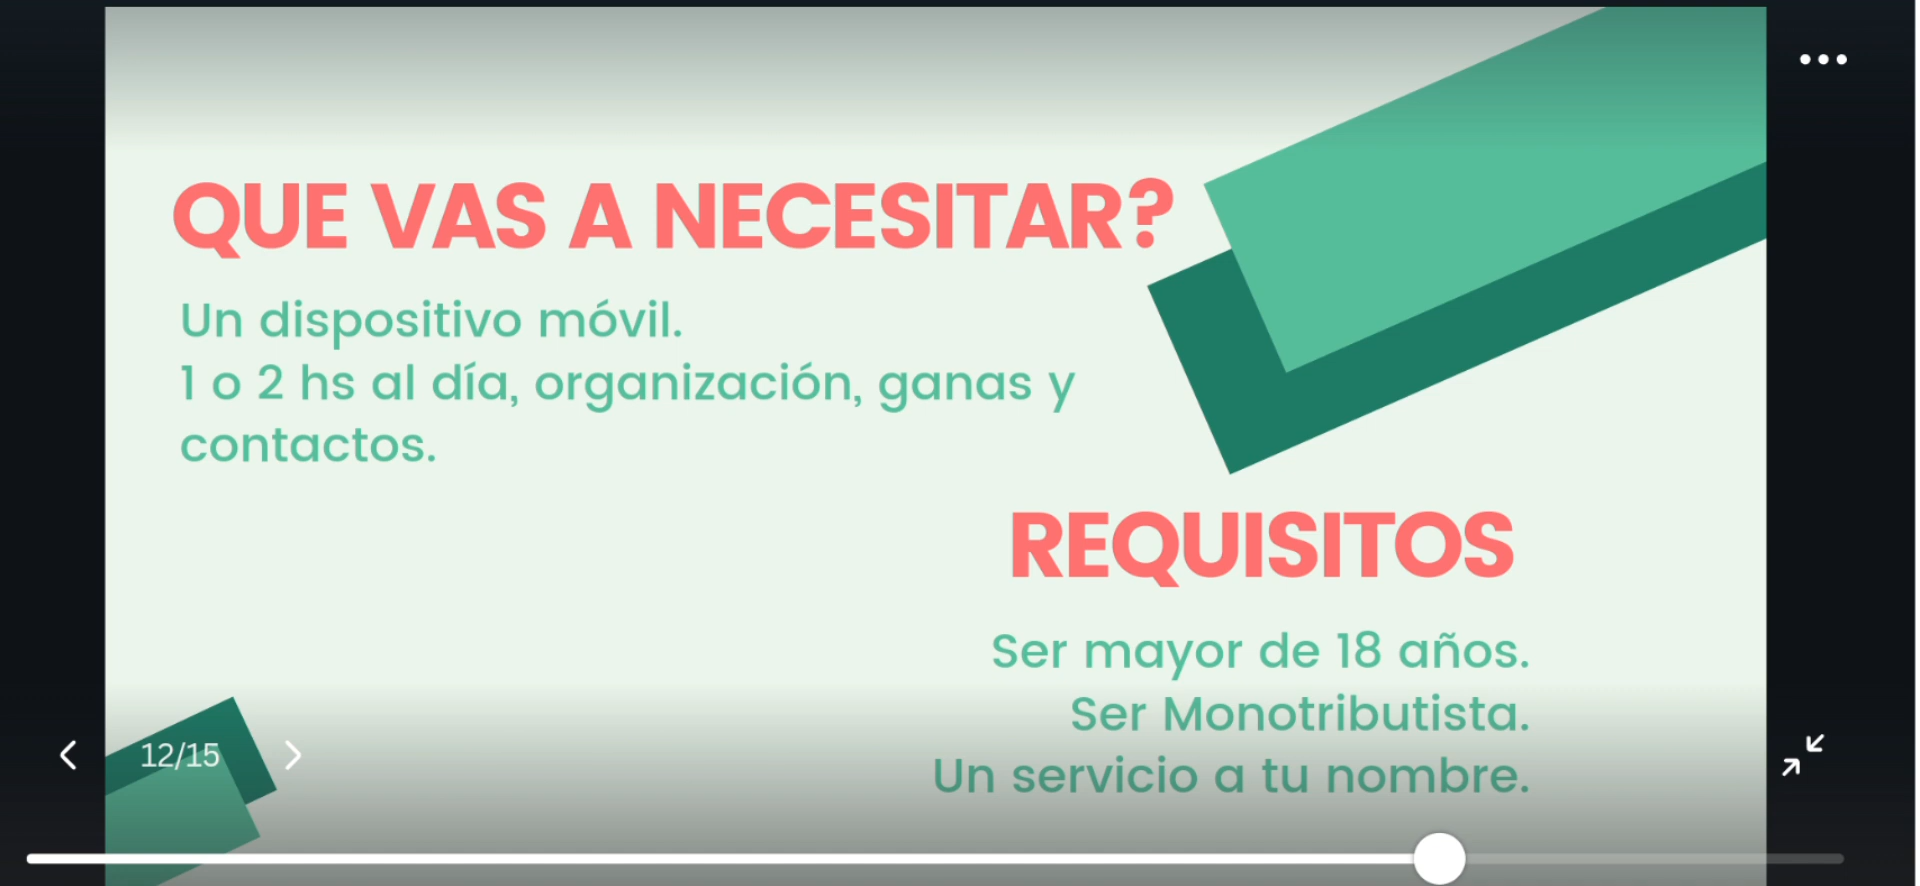 QUE VAS A NECESITAR?
Un dispositivo móvil.
1 o 2 hs al día, organización, ganas y
contactos.
REQUISITOS
Ser mayor de 18 años.
Ser Monotributista.
Un servicio a tu nombre.
12/15